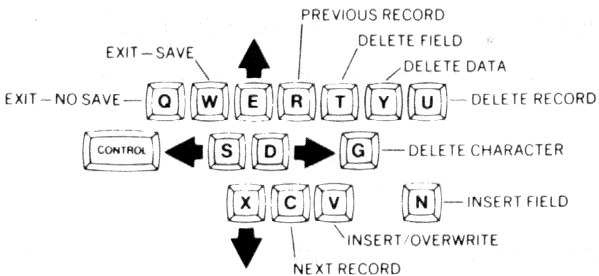 PREVIOUS RECORD
EXIT–SAVE
DELETE FIELD
DELETE DATA
EXIT–NO SAVE
Q W E R T Y U
DELETE RECORD
CONTROL
S D
G
DELETE CHARACTER
X C V
N
INSERT FIELD
INSERT/OVERWRITE
NEXT RECORD